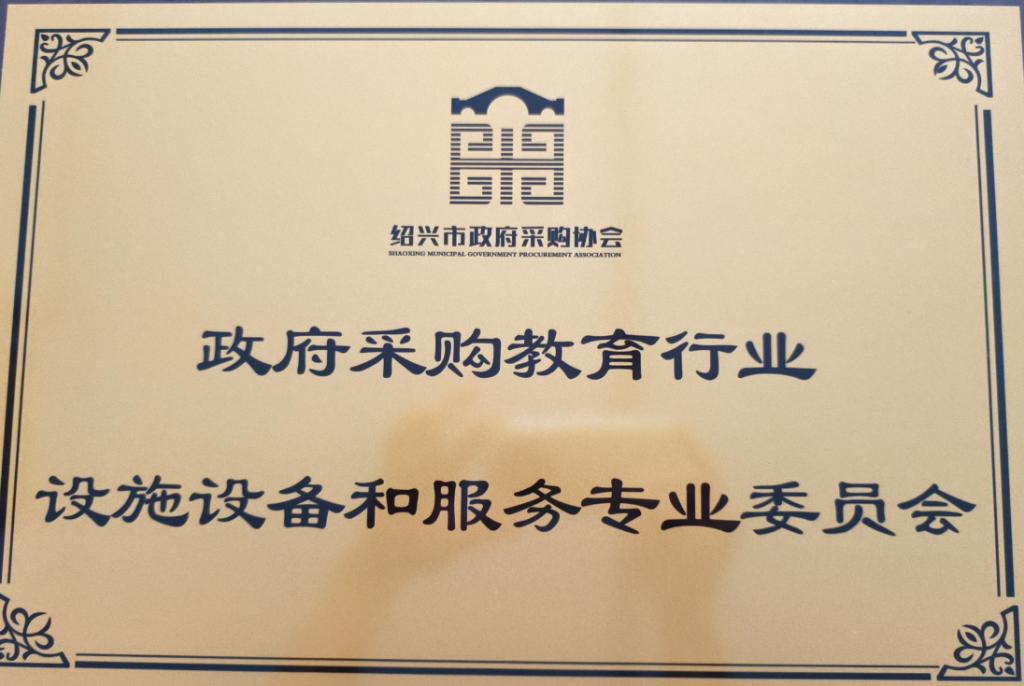 绍兴市政府采购协会
SHAOXING MUNICIPAL GOVERNMENT PROCUREMENT ASSOCIATION
政府采购教育行业
设施设备和服务专业委员会